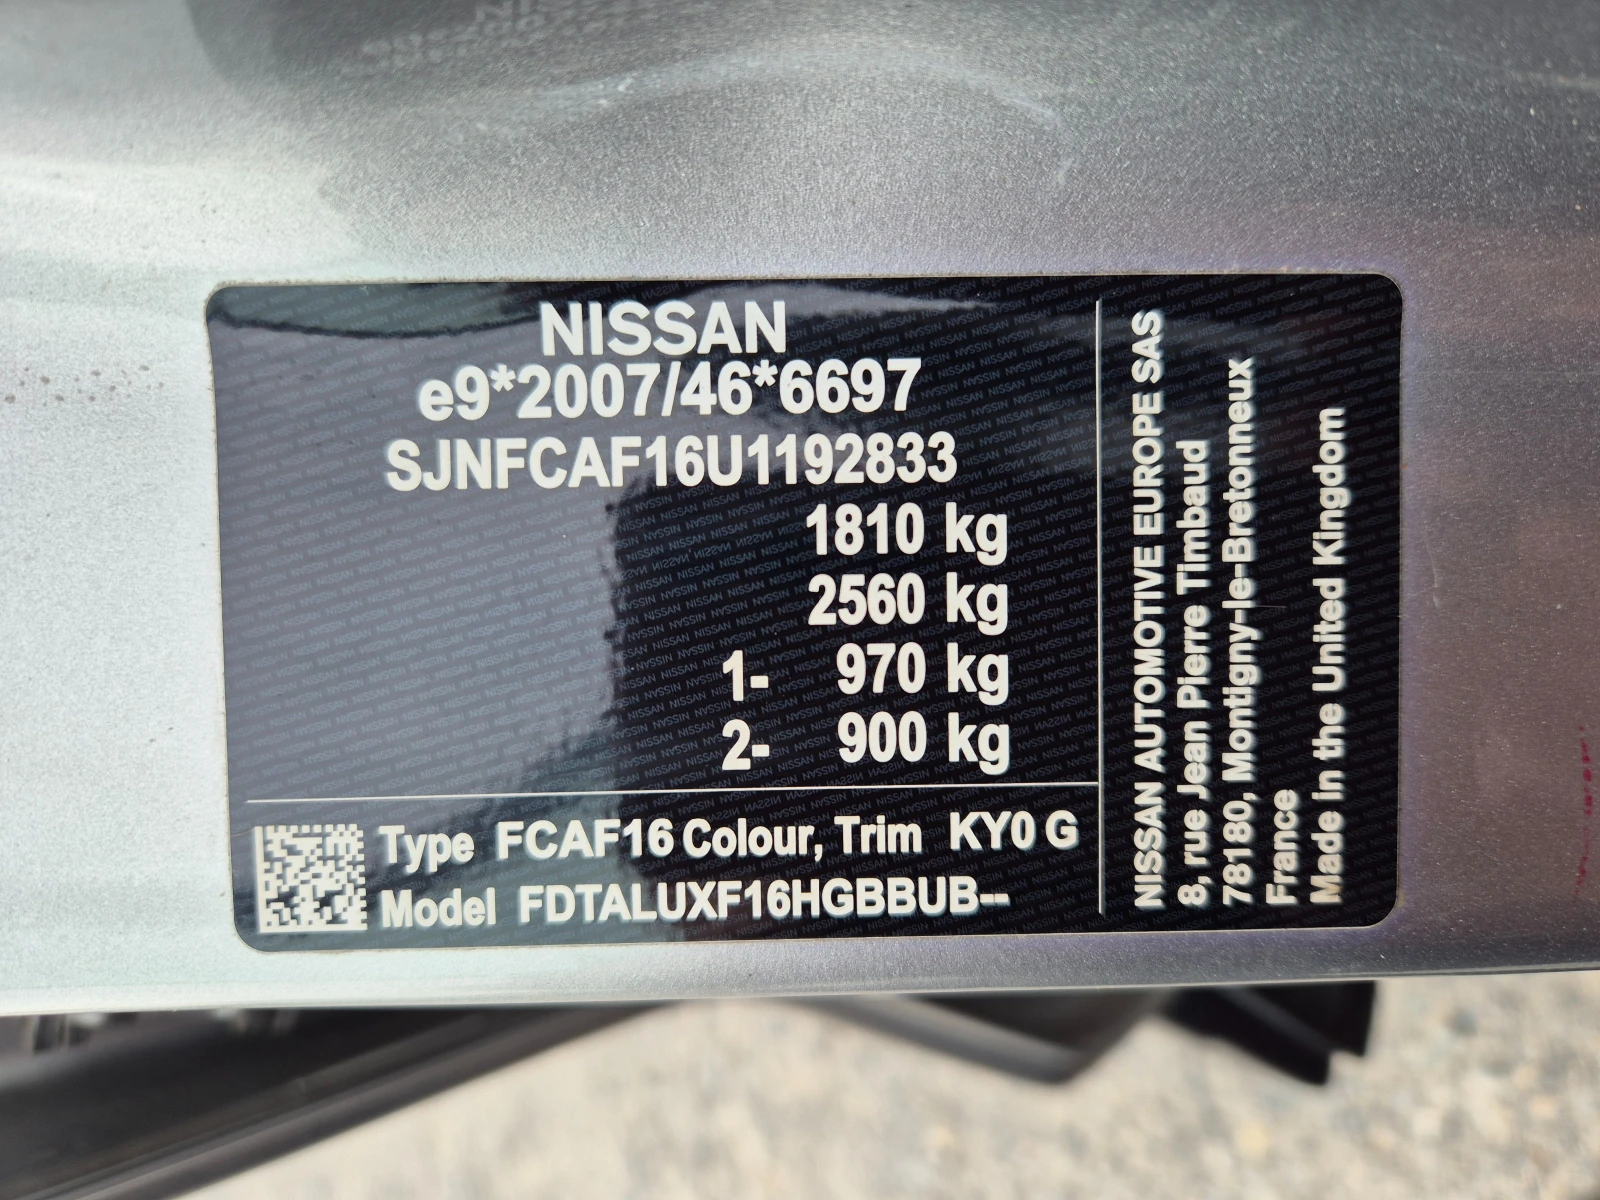 NISSAN
e9*2007/46*6697
SJNFCAF16U1192833
1810 kg
2560 kg
1- 970 kg
2- 900 kg
Type FCAF16 Colour, Trim KY0 G
Model FDTALUXF16HGBBUB--
NISSAN AUTOMOTIVE EUROPE SAS
8, rue Jean Pierre Timbaud
78180, Montigny-le-Bretonneux
France
Made in the United Kingdom